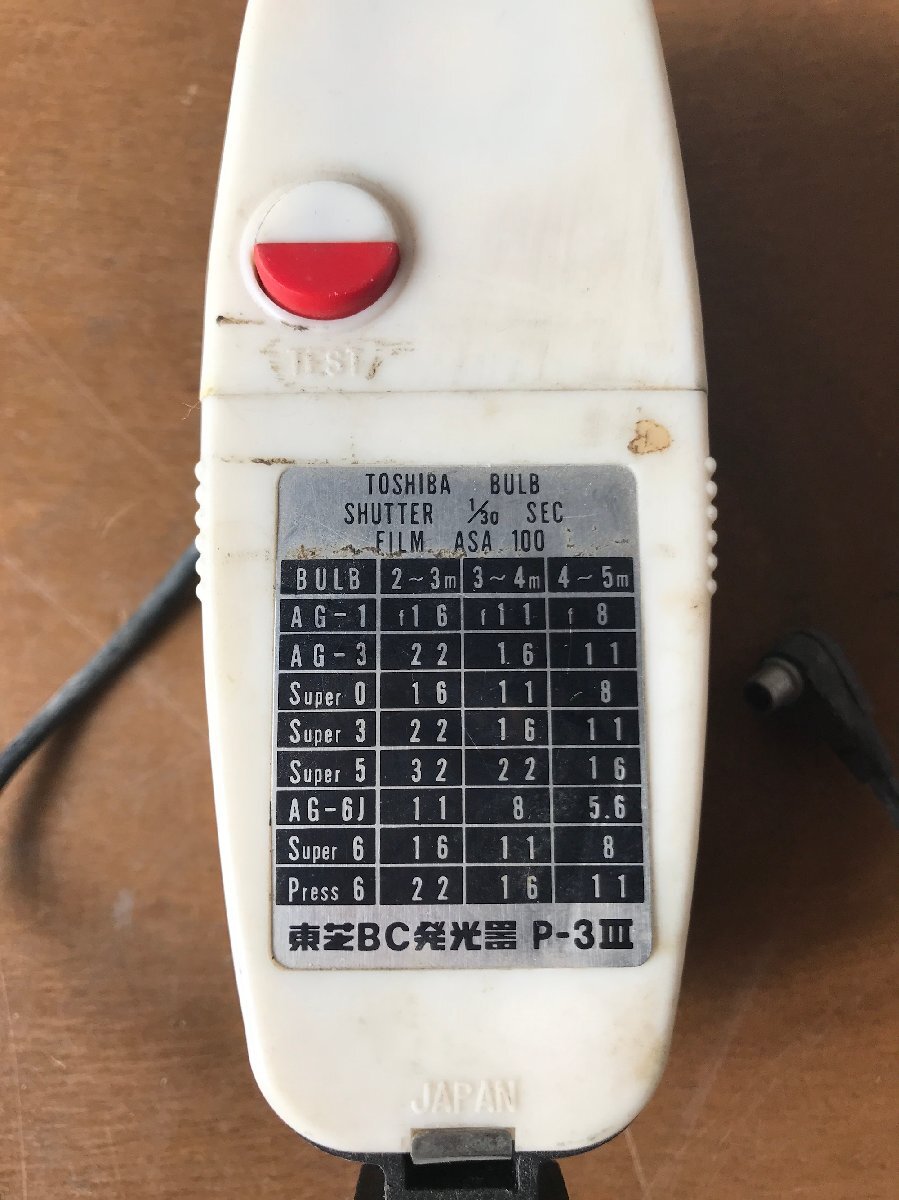 TEST
TOSHIBA BULB
SHUTTER 1/30 SEC
FILM ASA 100
BULB 2~3m 3~4m 4~5m
AG-1 f16 f11 f 8
AG-3 22 16 11
Super 0 16 11 8
Super 3 22 16 11
Super 5 32 22 16
AG-6J 11 8 5.6
Super 6 16 11 8
Press 6 22 16 11
東芝BC発光器 P-3III
JAPAN